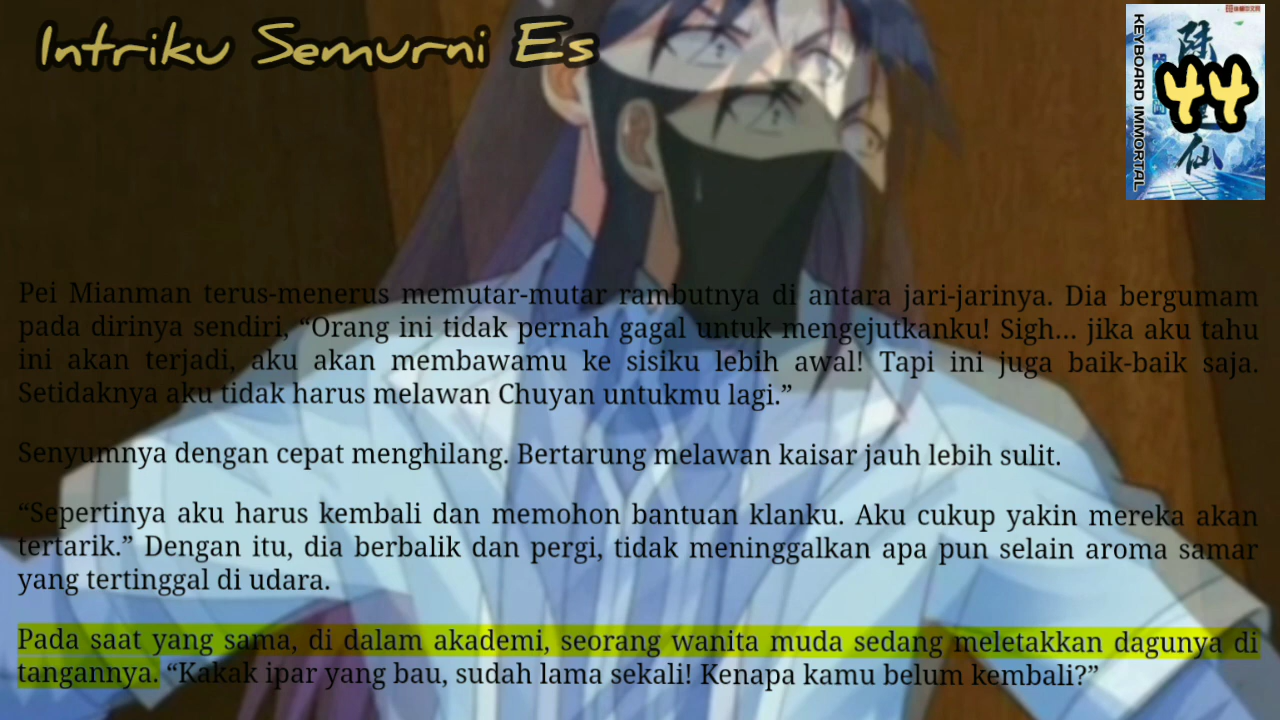 Intriku Semurni Es
KEYBOARD IMMORTAL
44
仙
Pei Mianman terus-menerus memutar-mutar rambutnya di antara jari-jarinya. Dia bergumam
pada dirinya sendiri, “Orang ini tidak pernah gagal untuk mengejutkanku! Sigh... jika aku tahu
ini akan terjadi, aku akan membawamu ke sisiku lebih awal! Tapi ini juga baik-baik saja.
Setidaknya aku tidak harus melawan Chuyan untukmu lagi.”
Senyumnya dengan cepat menghilang. Bertarung melawan kaisar jauh lebih sulit.
“Sepertinya aku harus kembali dan memohon bantuan klanku. Aku cukup yakin mereka akan
tertarik.” Dengan itu, dia berbalik dan pergi, tidak meninggalkan apa pun selain aroma samar
yang tertinggal di udara.
Pada saat yang sama, di dalam akademi, seorang wanita muda sedang meletakkan dagunya di
tangannya. “Kakak ipar yang bau, sudah lama sekali! Kenapa kamu belum kembali?”